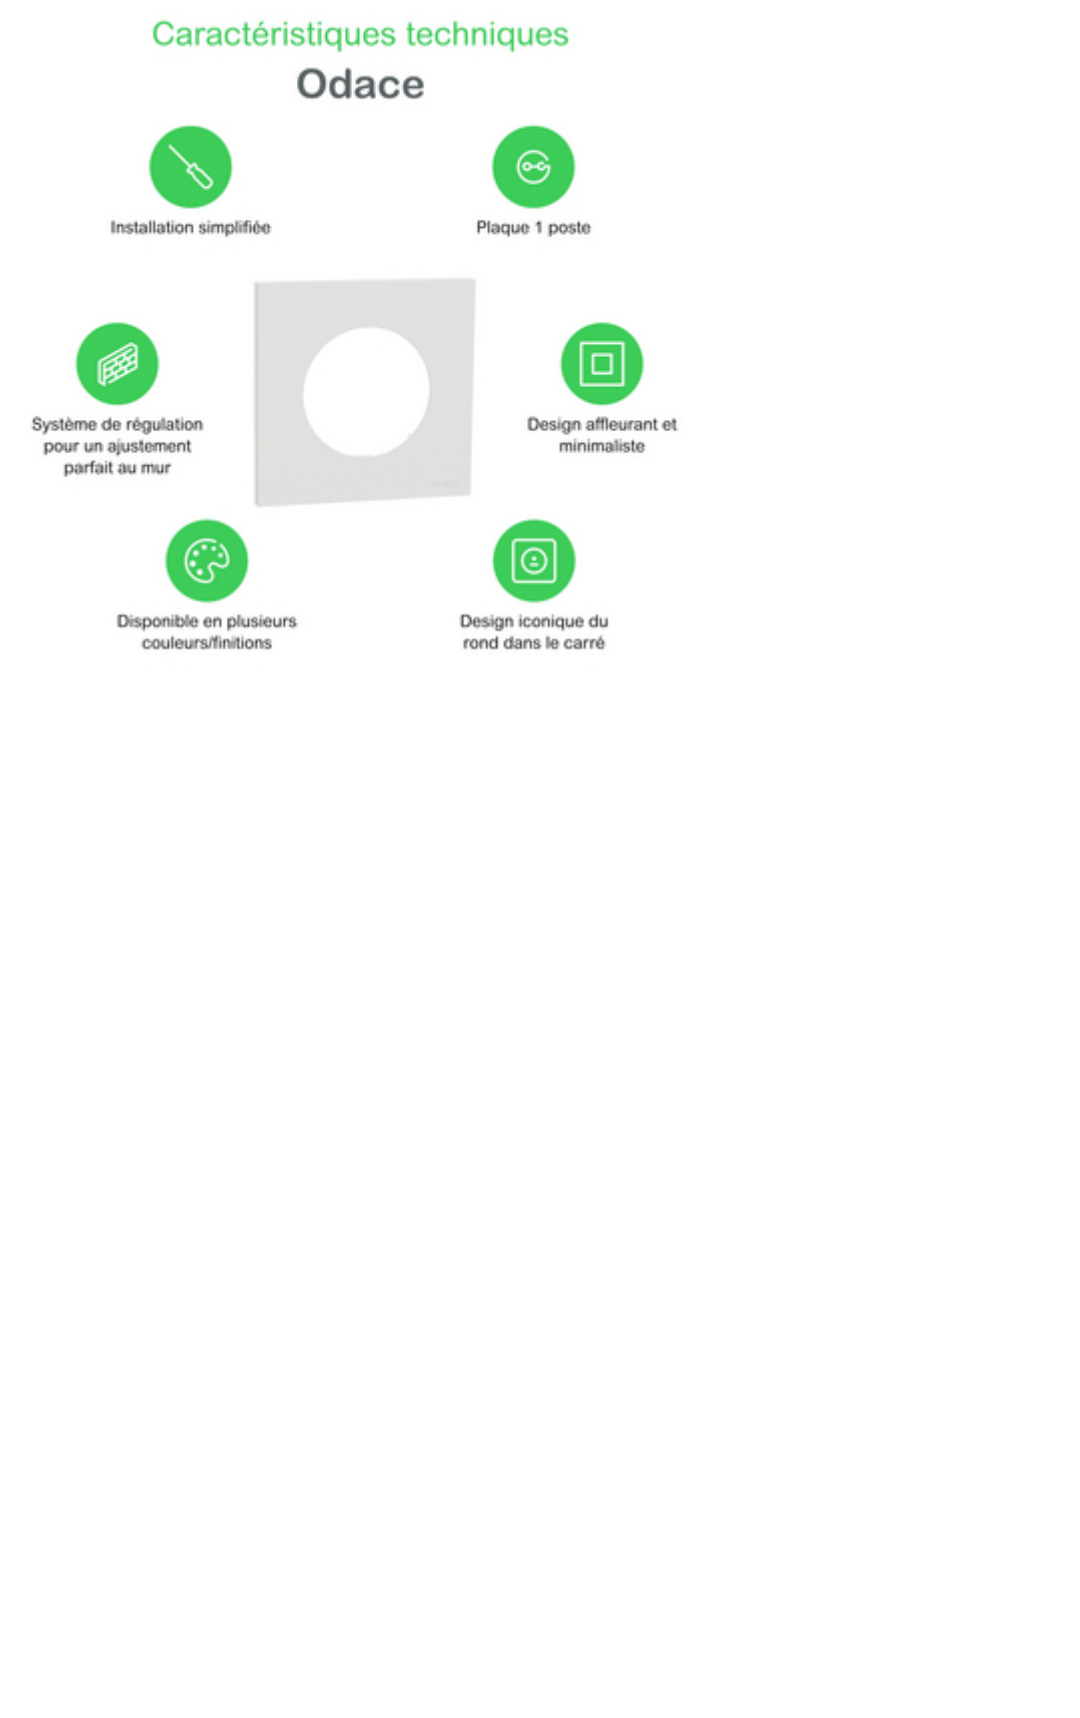 Caractéristiques techniques
Odace
Installation simplifiée
Plaque 1 poste
Système de régulation
pour un ajustement
parfait au mur
Design affleurant et
minimaliste
Disponible en plusieurs
couleurs/finitions
Design iconique du
rond dans le carré